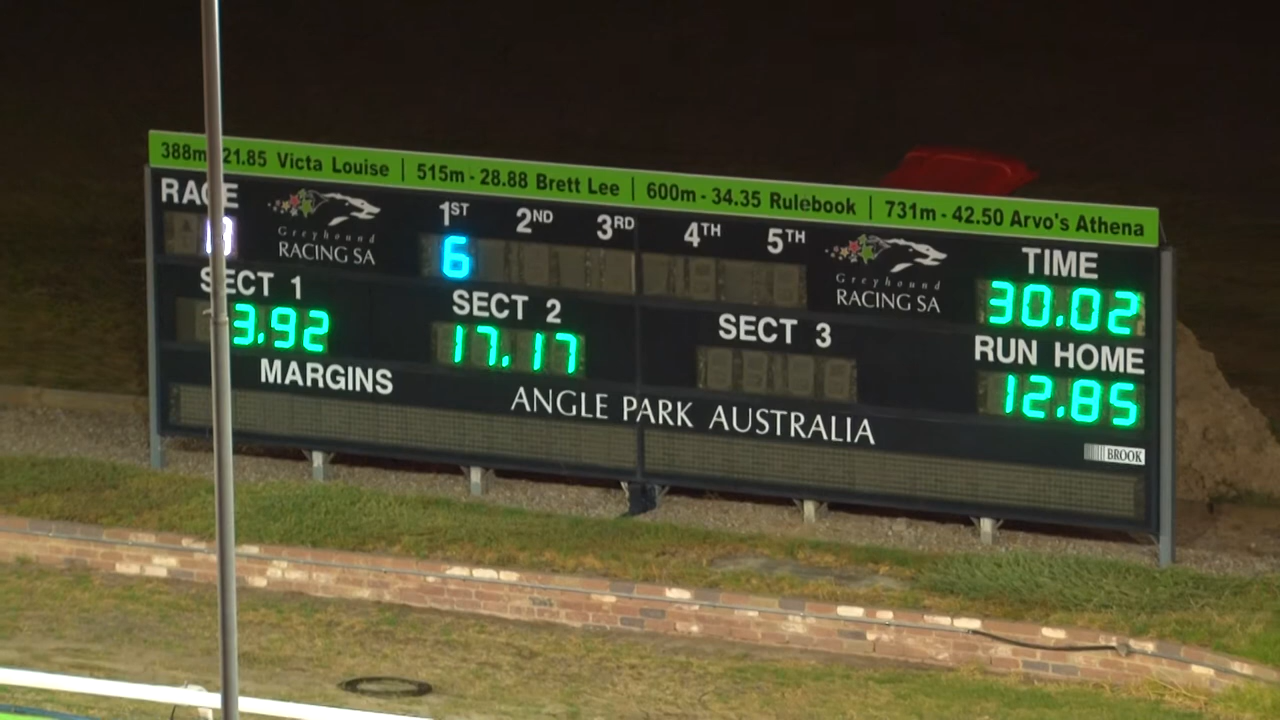 388m 21.85 Victa Louise | 515m - 28.88 Brett Lee | 600m - 34.35 Rulebook | 731m - 42.50 Arvo's Athena
RACE
Greyhound
RACING SA
1ST 2ND 3RD 4TH 5TH
6
Greyhound
RACING SA
TIME
30.02
SECT 1
3.92
SECT 2
17.17
SECT 3
RUN HOME
12.85
MARGINS
ANGLE PARK AUSTRALIA
BROOK